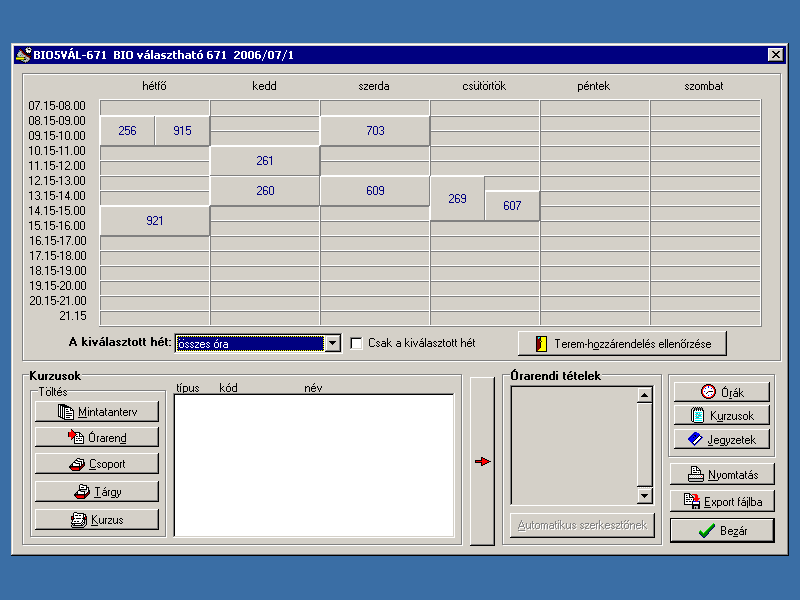 BIO5VÁL-671 BIO választható 671 2006/07/1
hétfő kedd szerda csütörtök péntek szombat
07.15-08.00
08.15-09.00
256 915 703
09.15-10.00
10.15-11.00
261
11.15-12.00
12.15-13.00
260 609 269
13.15-14.00
607
14.15-15.00
921
15.15-16.00
16.15-17.00
17.15-18.00
18.15-19.00
19.15-20.00
20.15-21.00
21.15
A kiválasztott hét: összes óra Csak a kiválasztott hét Terem-hozzárendelés ellenőrzése
Kurzusok
Töltés
Mintatanterv
Órarend
Csoport
Tárgy
Kurzus
típus kód név
Órarendi tételek
Automatikus szerkesztőnek
Órák
Kurzusok
Jegyzetek
Nyomtatás
Export fájlba
Bezár